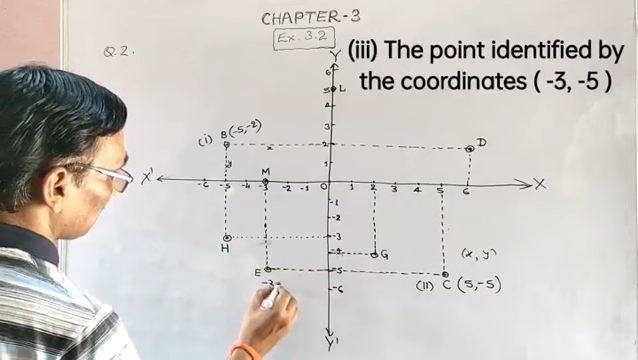 CHAPTER-3
Ex. 3.2
Q.2.
(iii) The point identified by
the coordinates ( -3, -5 )
Y
6
5 L
4
3
2
1
B(-5,-2)
(i)
x
y
D
M
X' -6 -5 -4 -3 -2 -1 0 1 2 3 4 5 6 X
-1
-2
H -3
-4 G
(x, y)
E -5
(II) C (5,-5)
-3
-6
Y'